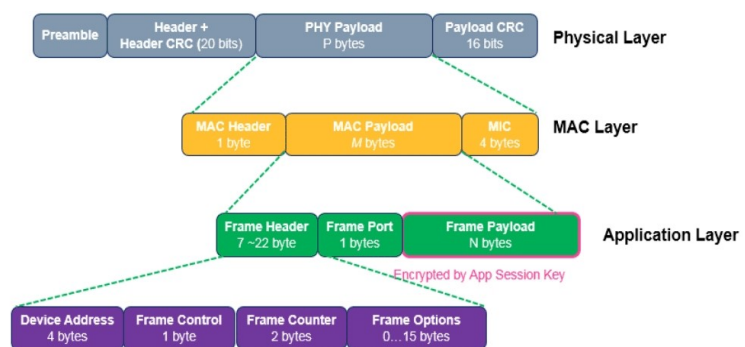 Preamble
Header +
Header CRC (20 bits)
PHY Payload
P bytes
Payload CRC
16 bits
Physical Layer
MAC Header
1 byte
MAC Payload
M bytes
MIC
4 bytes
MAC Layer
Frame Header
7 ~22 byte
Frame Port
1 bytes
Frame Payload
N bytes
Application Layer
Encrypted by App Session Key
Device Address
4 bytes
Frame Control
1 byte
Frame Counter
2 bytes
Frame Options
0...15 bytes